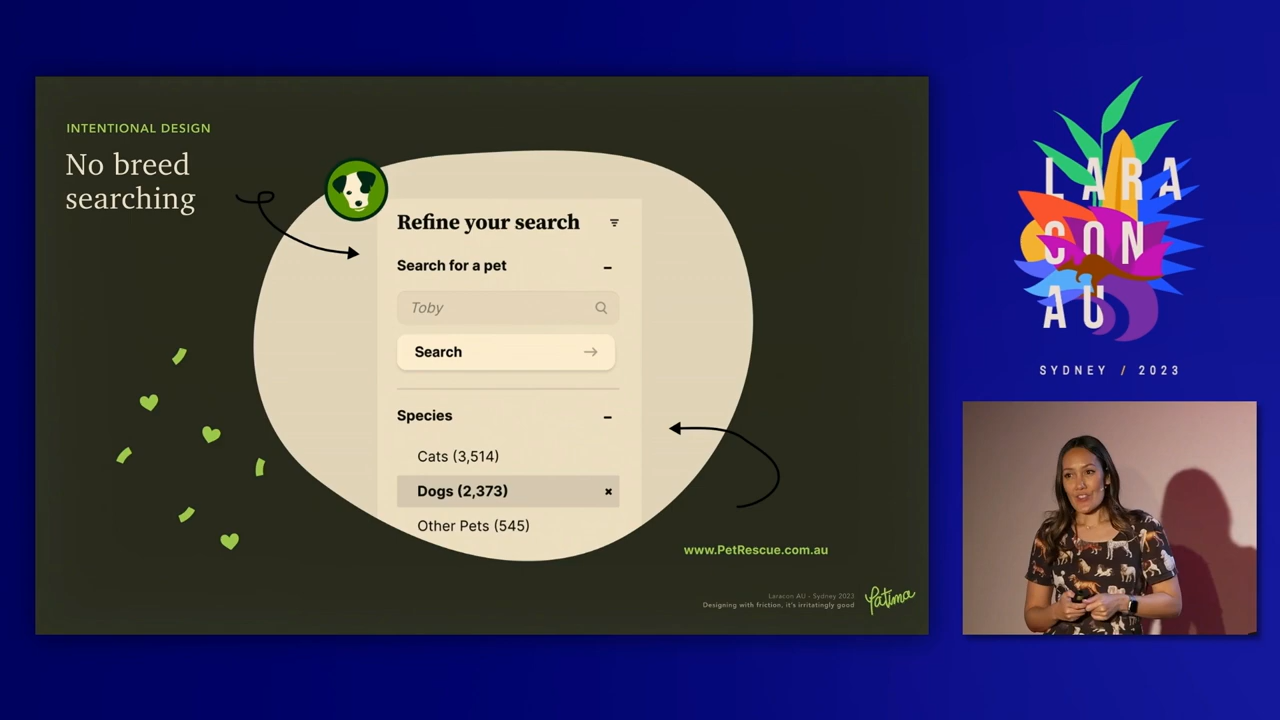 INTENTIONAL DESIGN
No breed
searching
Refine your search
Search for a pet
Toby
Search
Species
Cats (3,514)
Dogs (2,373)
Other Pets (545)
www.PetRescue.com.au
Laracon AU - Sydney 2023
Designing with friction, it's irritatingly good
Yatima
LARA
CON
AU
SYDNEY / 2023